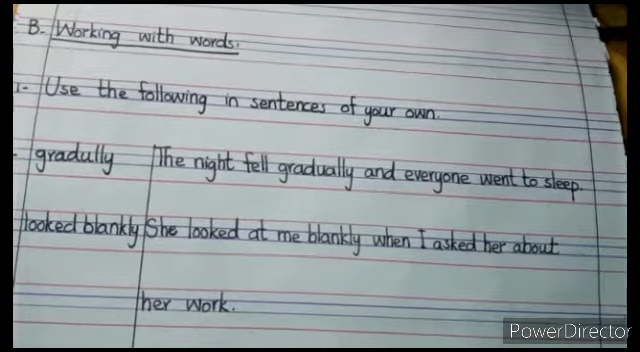 B. Working with words.
1- Use the following in sentences of your own.
gradully The night fell gradually and everyone went to sleep.
looked blankly She looked at me blankly when I asked her about
her work.
PowerDirector